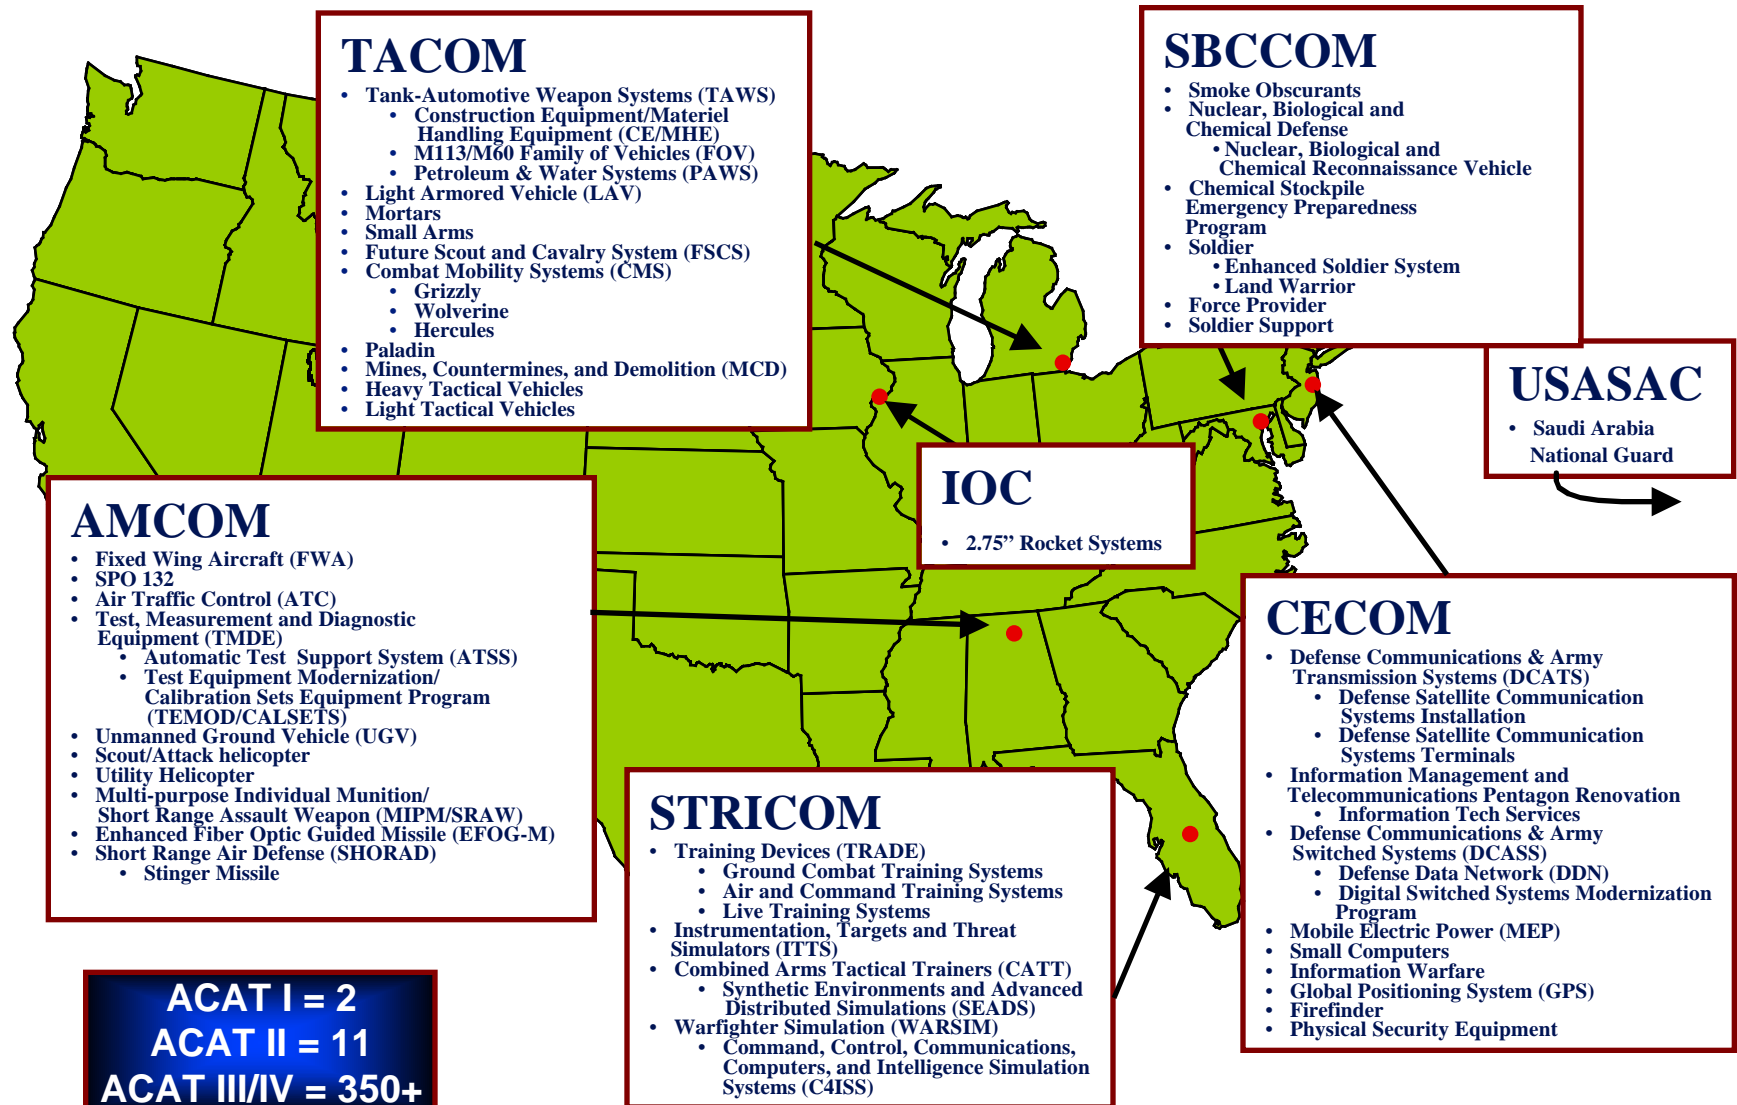 TACOM
• Tank-Automotive Weapon Systems (TAWS)
• Construction Equipment/Materiel
Handling Equipment (CE/MHE)
• M113/M60 Family of Vehicles (FOV)
• Petroleum & Water Systems (PAWS)
• Light Armored Vehicle (LAV)
• Mortars
• Small Arms
• Future Scout and Cavalry System (FSCS)
• Combat Mobility Systems (CMS)
• Grizzly
• Wolverine
• Hercules
• Paladin
• Mines, Countermines, and Demolition (MCD)
• Heavy Tactical Vehicles
• Light Tactical Vehicles
SBCCOM
• Smoke Obscurants
• Nuclear, Biological and
Chemical Defense
• Nuclear, Biological and
Chemical Reconnaissance Vehicle
• Chemical Stockpile
Emergency Preparedness
Program
• Soldier
• Enhanced Soldier System
• Land Warrior
• Force Provider
• Soldier Support
USASAC
• Saudi Arabia
National Guard
IOC
• 2.75” Rocket Systems
AMCOM
• Fixed Wing Aircraft (FWA)
• SPO 132
• Air Traffic Control (ATC)
• Test, Measurement and Diagnostic
Equipment (TMDE)
• Automatic Test Support System (ATSS)
• Test Equipment Modernization/
Calibration Sets Equipment Program
(TEMOD/CALSETS)
• Unmanned Ground Vehicle (UGV)
• Scout/Attack helicopter
• Utility Helicopter
• Multi-purpose Individual Munition/
Short Range Assault Weapon (MIPM/SRAW)
• Enhanced Fiber Optic Guided Missile (EFOG-M)
• Short Range Air Defense (SHORAD)
• Stinger Missile
CECOM
• Defense Communications & Army
Transmission Systems (DCATS)
• Defense Satellite Communication
Systems Installation
• Defense Satellite Communication
Systems Terminals
• Information Management and
Telecommunications Pentagon Renovation
• Information Tech Services
• Defense Communications & Army
Switched Systems (DCASS)
• Defense Data Network (DDN)
• Digital Switched Systems Modernization
Program
• Mobile Electric Power (MEP)
• Small Computers
• Information Warfare
• Global Positioning System (GPS)
• Firefinder
• Physical Security Equipment
STRICOM
• Training Devices (TRADE)
• Ground Combat Training Systems
• Air and Command Training Systems
• Live Training Systems
• Instrumentation, Targets and Threat
Simulators (ITTS)
• Combined Arms Tactical Trainers (CATT)
• Synthetic Environments and Advanced
Distributed Simulations (SEADS)
• Warfighter Simulation (WARSIM)
• Command, Control, Communications,
Computers, and Intelligence Simulation
Systems (C4ISS)
ACAT I = 2
ACAT II = 11
ACAT III/IV = 350+